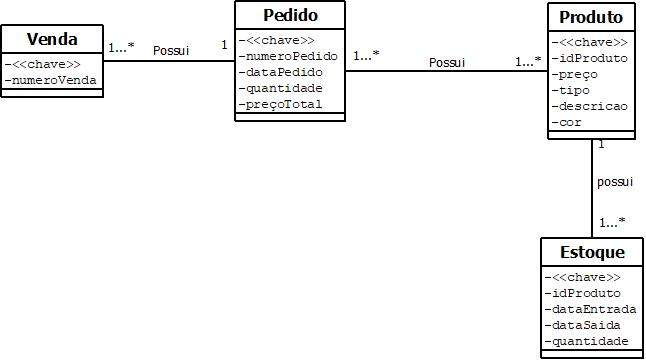 Venda
-<<chave>>
-numeroVenda
1...*
Possui
1
Pedido
-<<chave>>
-numeroPedido
-dataPedido
-quantidade
-preçoTotal
1...*
Possui
1...*
Produto
-<<chave>>
-idProduto
-preço
-tipo
-descricao
-cor
1
possui
1...*
Estoque
-<<chave>>
-idProduto
-dataEntrada
-dataSaida
-quantidade